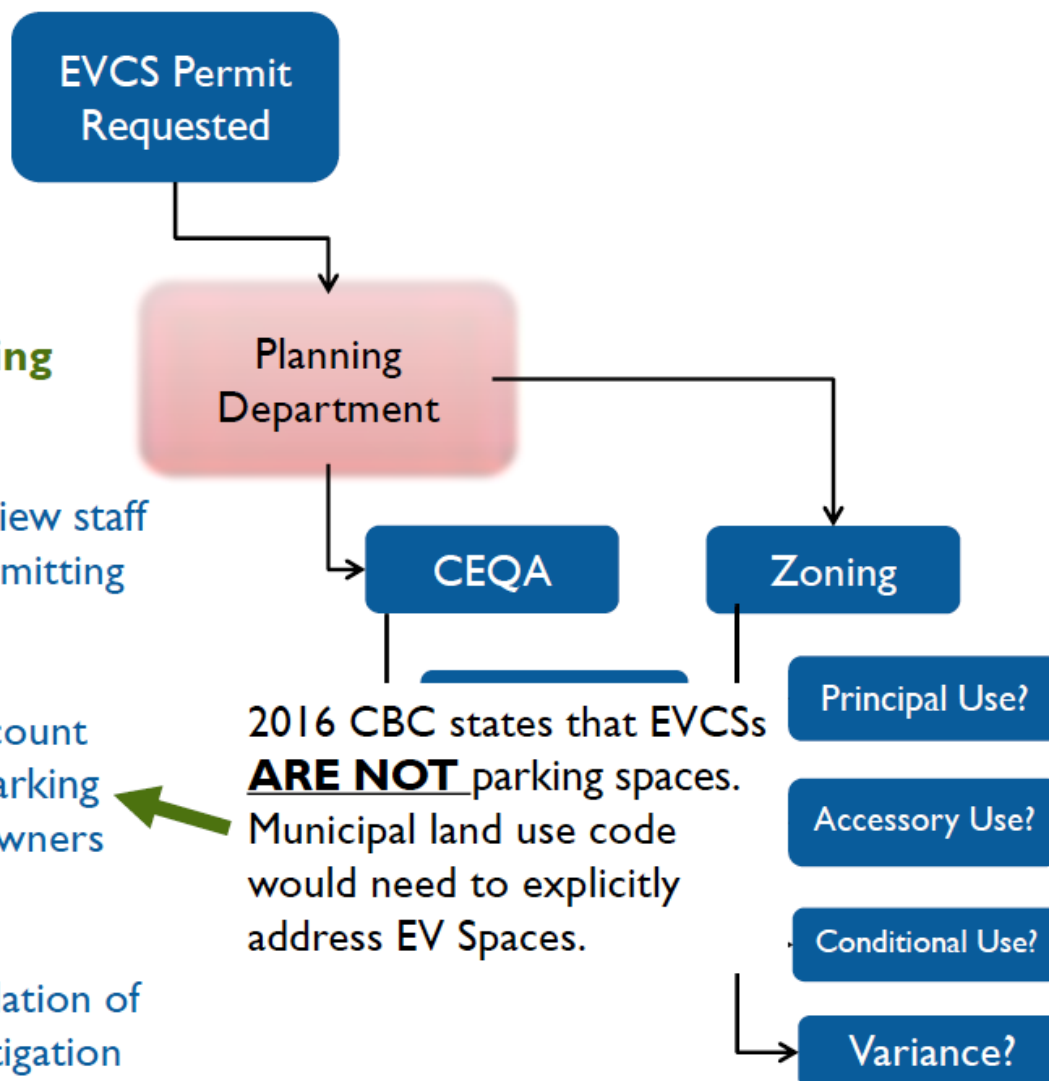 EVCS Permit
Requested
Planning
Department
ing
view staff
mitting
CEQA
Zoning
count
arking
wners
2016 CBC states that EVCSs
ARE NOT parking spaces.
Municipal land use code
would need to explicitly
address EV Spaces.
Principal Use?
Accessory Use?
Conditional Use?
Variance?
lation of
tigation